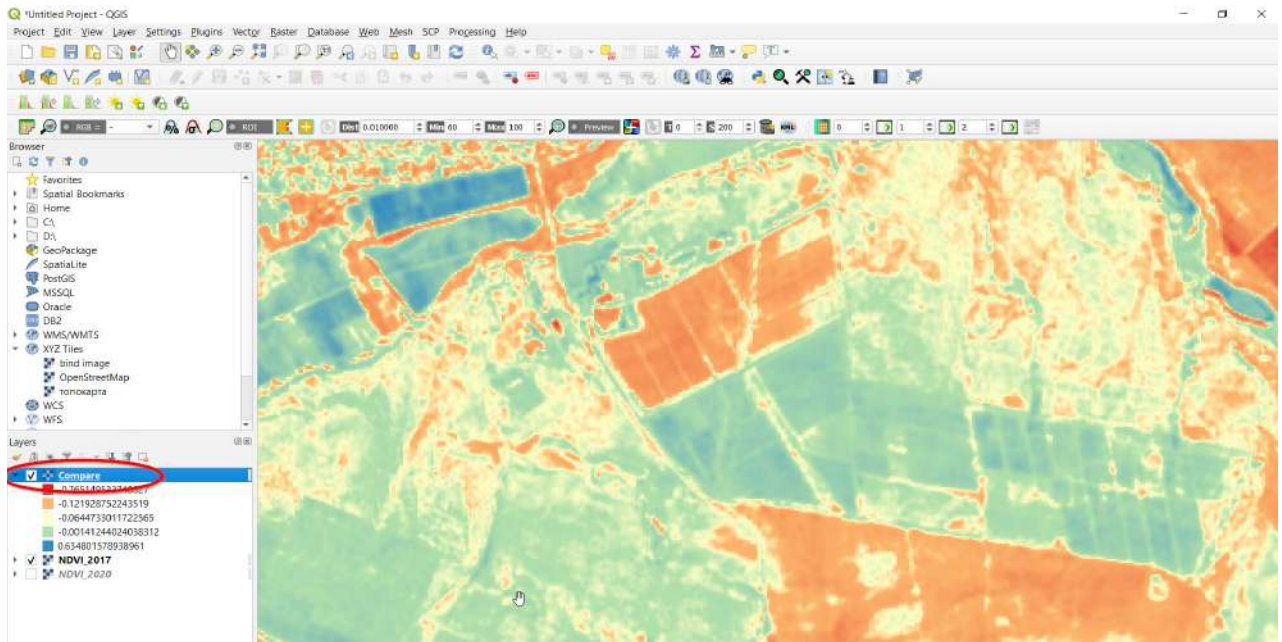 *Untitled Project - QGIS
Project Edit View Layer Settings Plugins Vector Raster Database Web Mesh SCP Processing Help
RGB = - ROI Dist 0.010000 Min 60 Max 100 Preview T 0 S 200 0 1 2
Browser
Favorites
Spatial Bookmarks
Home
C:\
D:\
GeoPackage
SpatiaLite
PostGIS
MSSQL
Oracle
DB2
WMS/WMTS
XYZ Tiles
bind image
OpenStreetMap
топокарта
WCS
WFS
Layers
Compare
-0.121928752243519
-0.0644733011722565
-0.00141244024038312
0.634801578938961
NDVI_2017
NDVI_2020